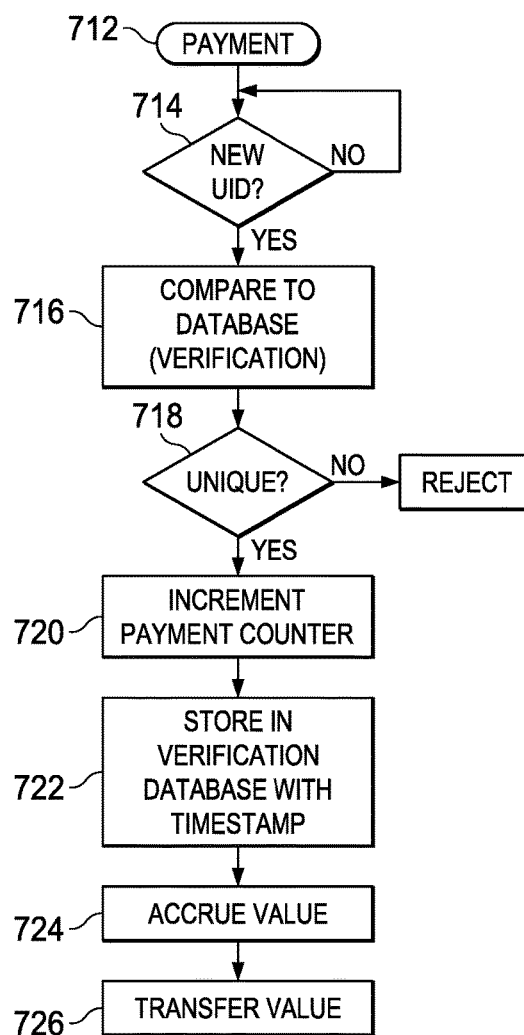 712
PAYMENT
714
NEW
UID?
NO
YES
716
COMPARE TO
DATABASE
(VERIFICATION)
718
UNIQUE?
NO
REJECT
YES
720
INCREMENT
PAYMENT COUNTER
722
STORE IN
VERIFICATION
DATABASE WITH
TIMESTAMP
724
ACCRUE VALUE
726
TRANSFER VALUE